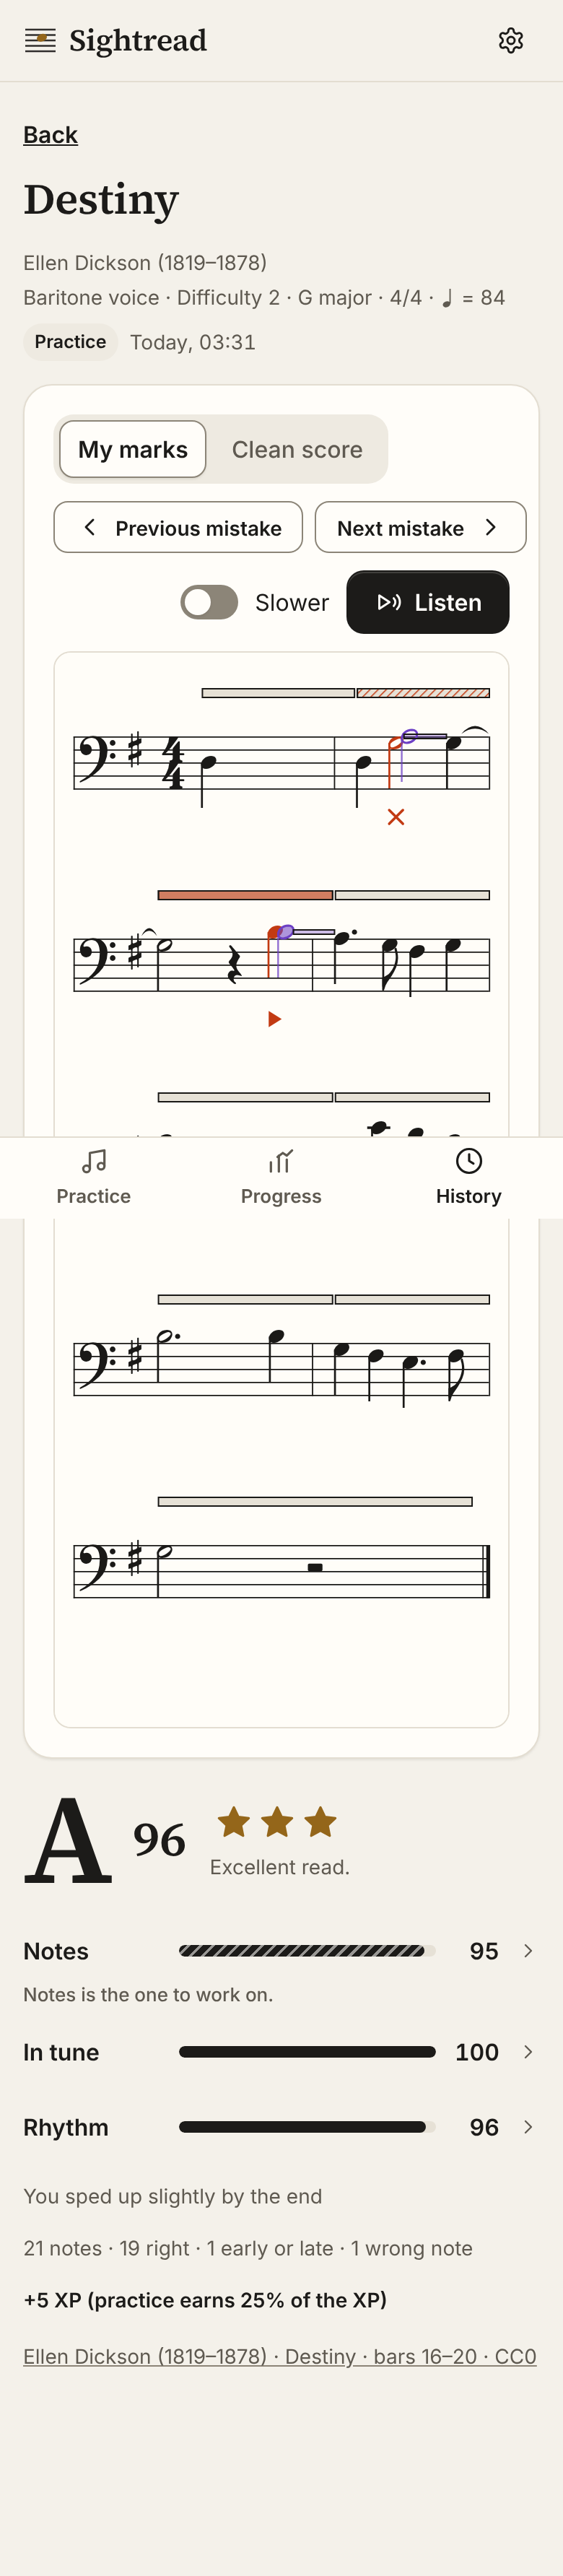 Sightread
Back
Destiny
Ellen Dickson (1819–1878)
Baritone voice · Difficulty 2 · G major · 4/4 · ♩ = 84
Practice Today, 03:31
My marks Clean score
Previous mistake Next mistake
Slower Listen
4
4
Practice Progress History
A 96
Excellent read.
Notes 95
Notes is the one to work on.
In tune 100
Rhythm 96
You sped up slightly by the end
21 notes · 19 right · 1 early or late · 1 wrong note
+5 XP (practice earns 25% of the XP)
Ellen Dickson (1819–1878) · Destiny · bars 16–20 · CC0